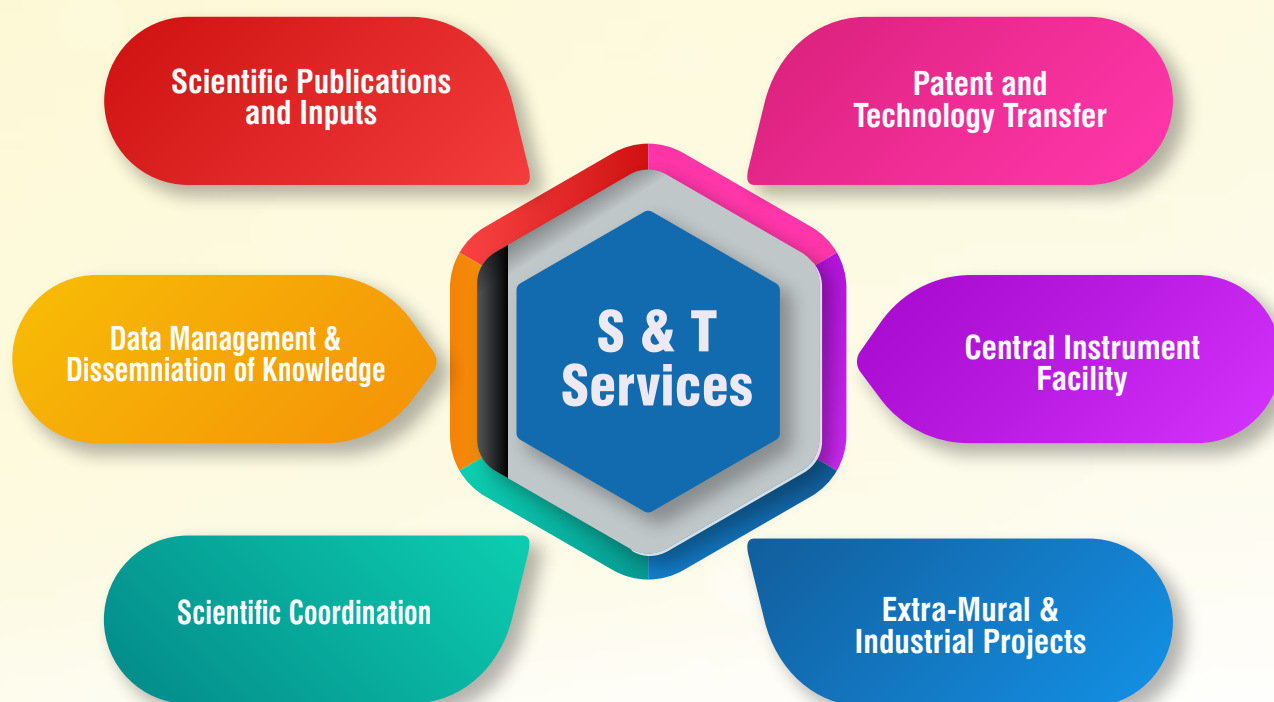 Scientific Publications
and Inputs
Patent and
Technology Transfer
Data Management &
Dissemniation of Knowledge
S & T
Services
Central Instrument
Facility
Scientific Coordination
Extra-Mural &
Industrial Projects